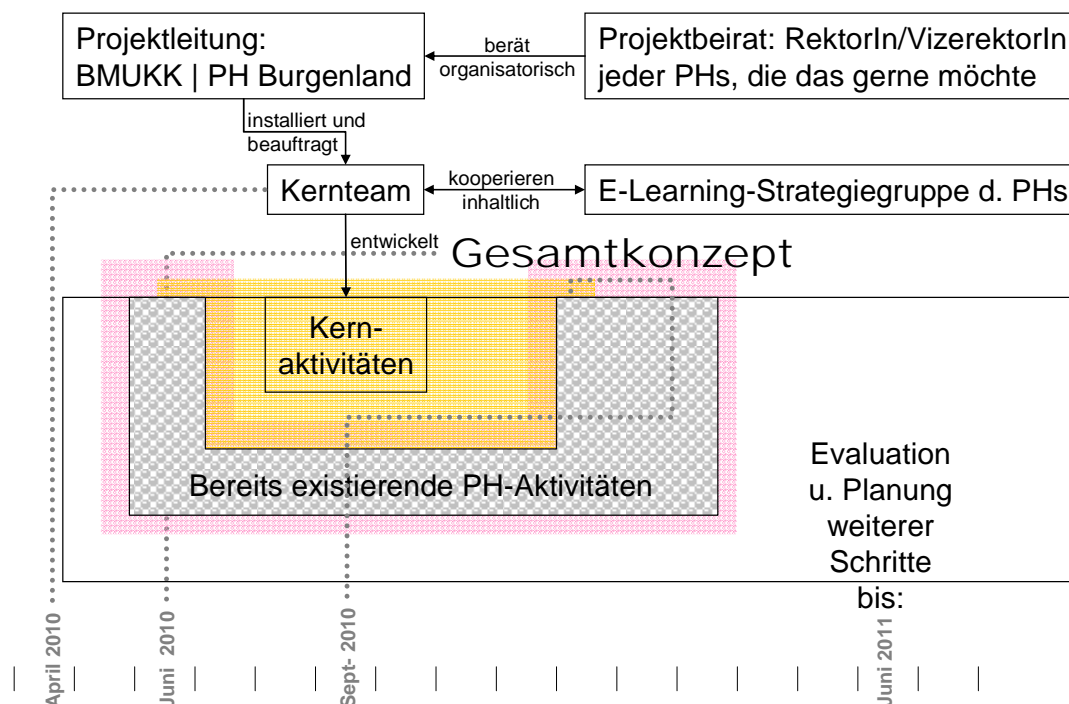 Projektleitung:
BMUKK | PH Burgenland
berät
organisatorisch
Projektbeirat: RektorIn/VizerektorIn
jeder PHs, die das gerne möchte
installiert und
beauftragt
Kernteam
kooperieren
inhaltlich
E-Learning-Strategiegruppe d. PHs
entwickelt
Gesamtkonzept
Kern-
aktivitäten
Bereits existierende PH-Aktivitäten
Evaluation
u. Planung
weiterer
Schritte
bis:
April 2010
Juni 2010
Sept- 2010
Juni 2011